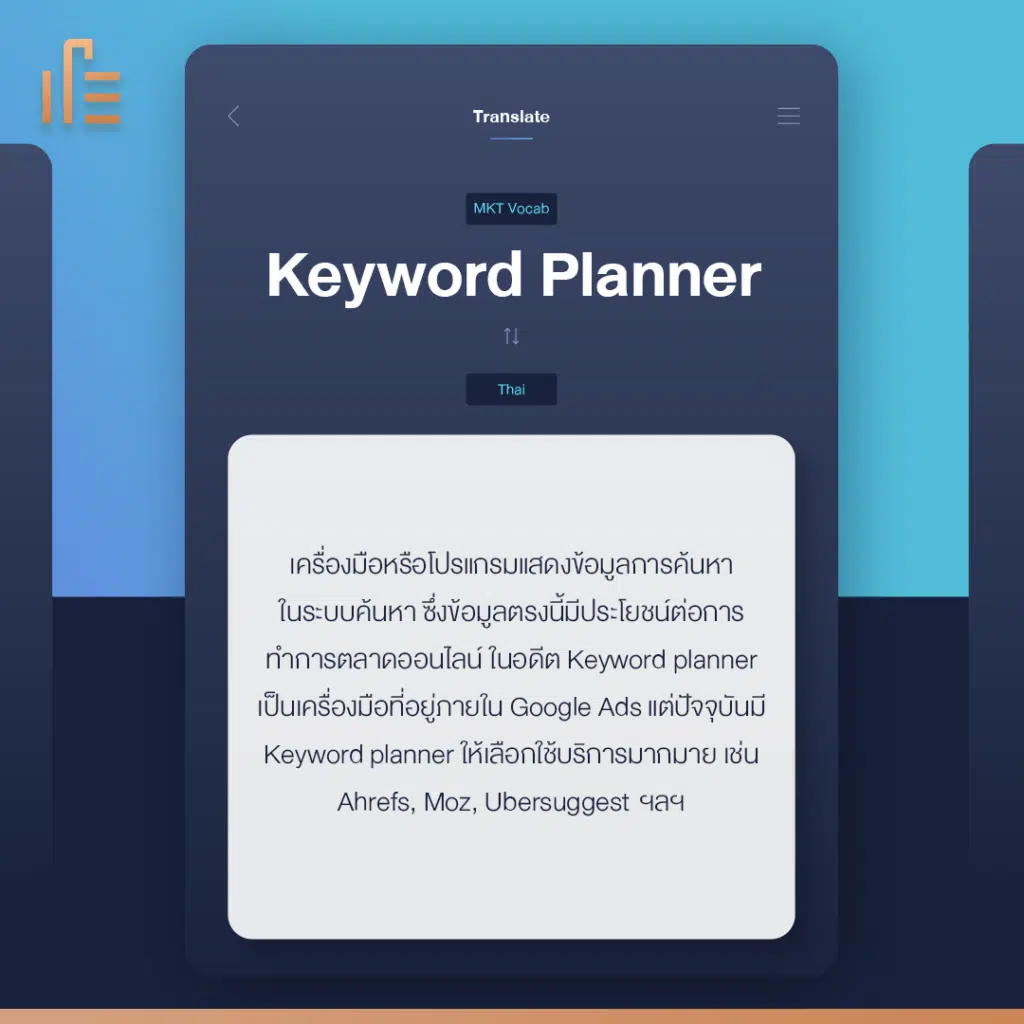 Translate
MKT Vocab
Keyword Planner
Thai
เครื่องมือหรือโปรแกรมแสดงข้อมูลการค้นหา
ในระบบค้นหา ซึ่งข้อมูลตรงนี้มีประโยชน์ต่อการ
ทำการตลาดออนไลน์ ในอดีต Keyword planner
เป็นเครื่องมือที่อยู่ภายใน Google Ads แต่ปัจจุบันมี
Keyword planner ให้เลือกใช้บริการมากมาย เช่น
Ahrefs, Moz, Ubersuggest ฯลฯ